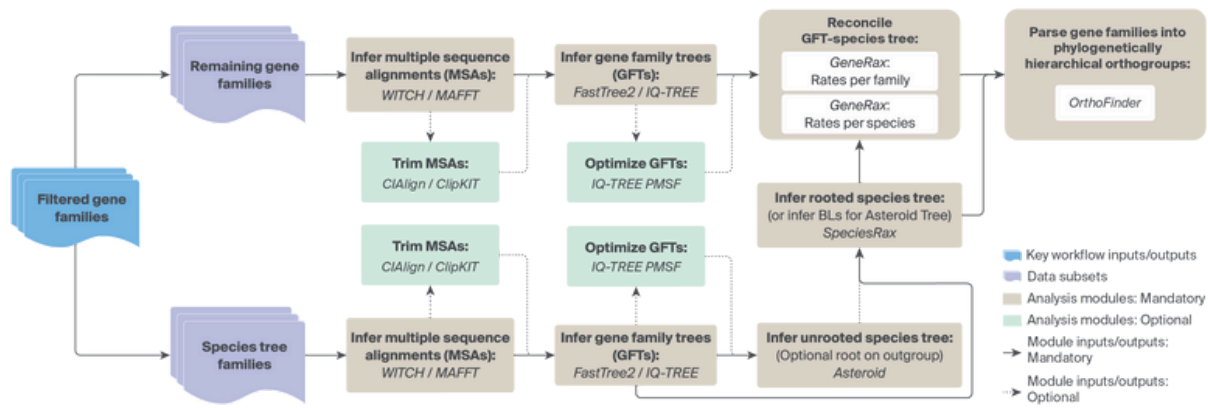 Remaining gene
families
Infer multiple sequence
alignments (MSAs):
WITCH / MAFFT
Infer gene family trees
(GFTs):
FastTree2 / IQ-TREE
Reconcile
GFT-species tree:
GeneRax:
Rates per family
GeneRax:
Rates per species
Parse gene families into
phylogenetically
hierarchical orthogroups:
OrthoFinder
Trim MSAs:
CIAlign / ClipKIT
Optimize GFTs:
IQ-TREE PMSF
Filtered gene
families
Infer rooted species tree:
(or infer BLs for Asteroid Tree)
SpeciesRax
Trim MSAs:
CIAlign / ClipKIT
Optimize GFTs:
IQ-TREE PMSF
Species tree
families
Infer multiple sequence
alignments (MSAs):
WITCH / MAFFT
Infer gene family trees
(GFTs):
FastTree2 / IQ-TREE
Infer unrooted species tree:
(Optional root on outgroup)
Asteroid
Key workflow inputs/outputs
Data subsets
Analysis modules: Mandatory
Analysis modules: Optional
Module inputs/outputs:
Mandatory
Module inputs/outputs:
Optional